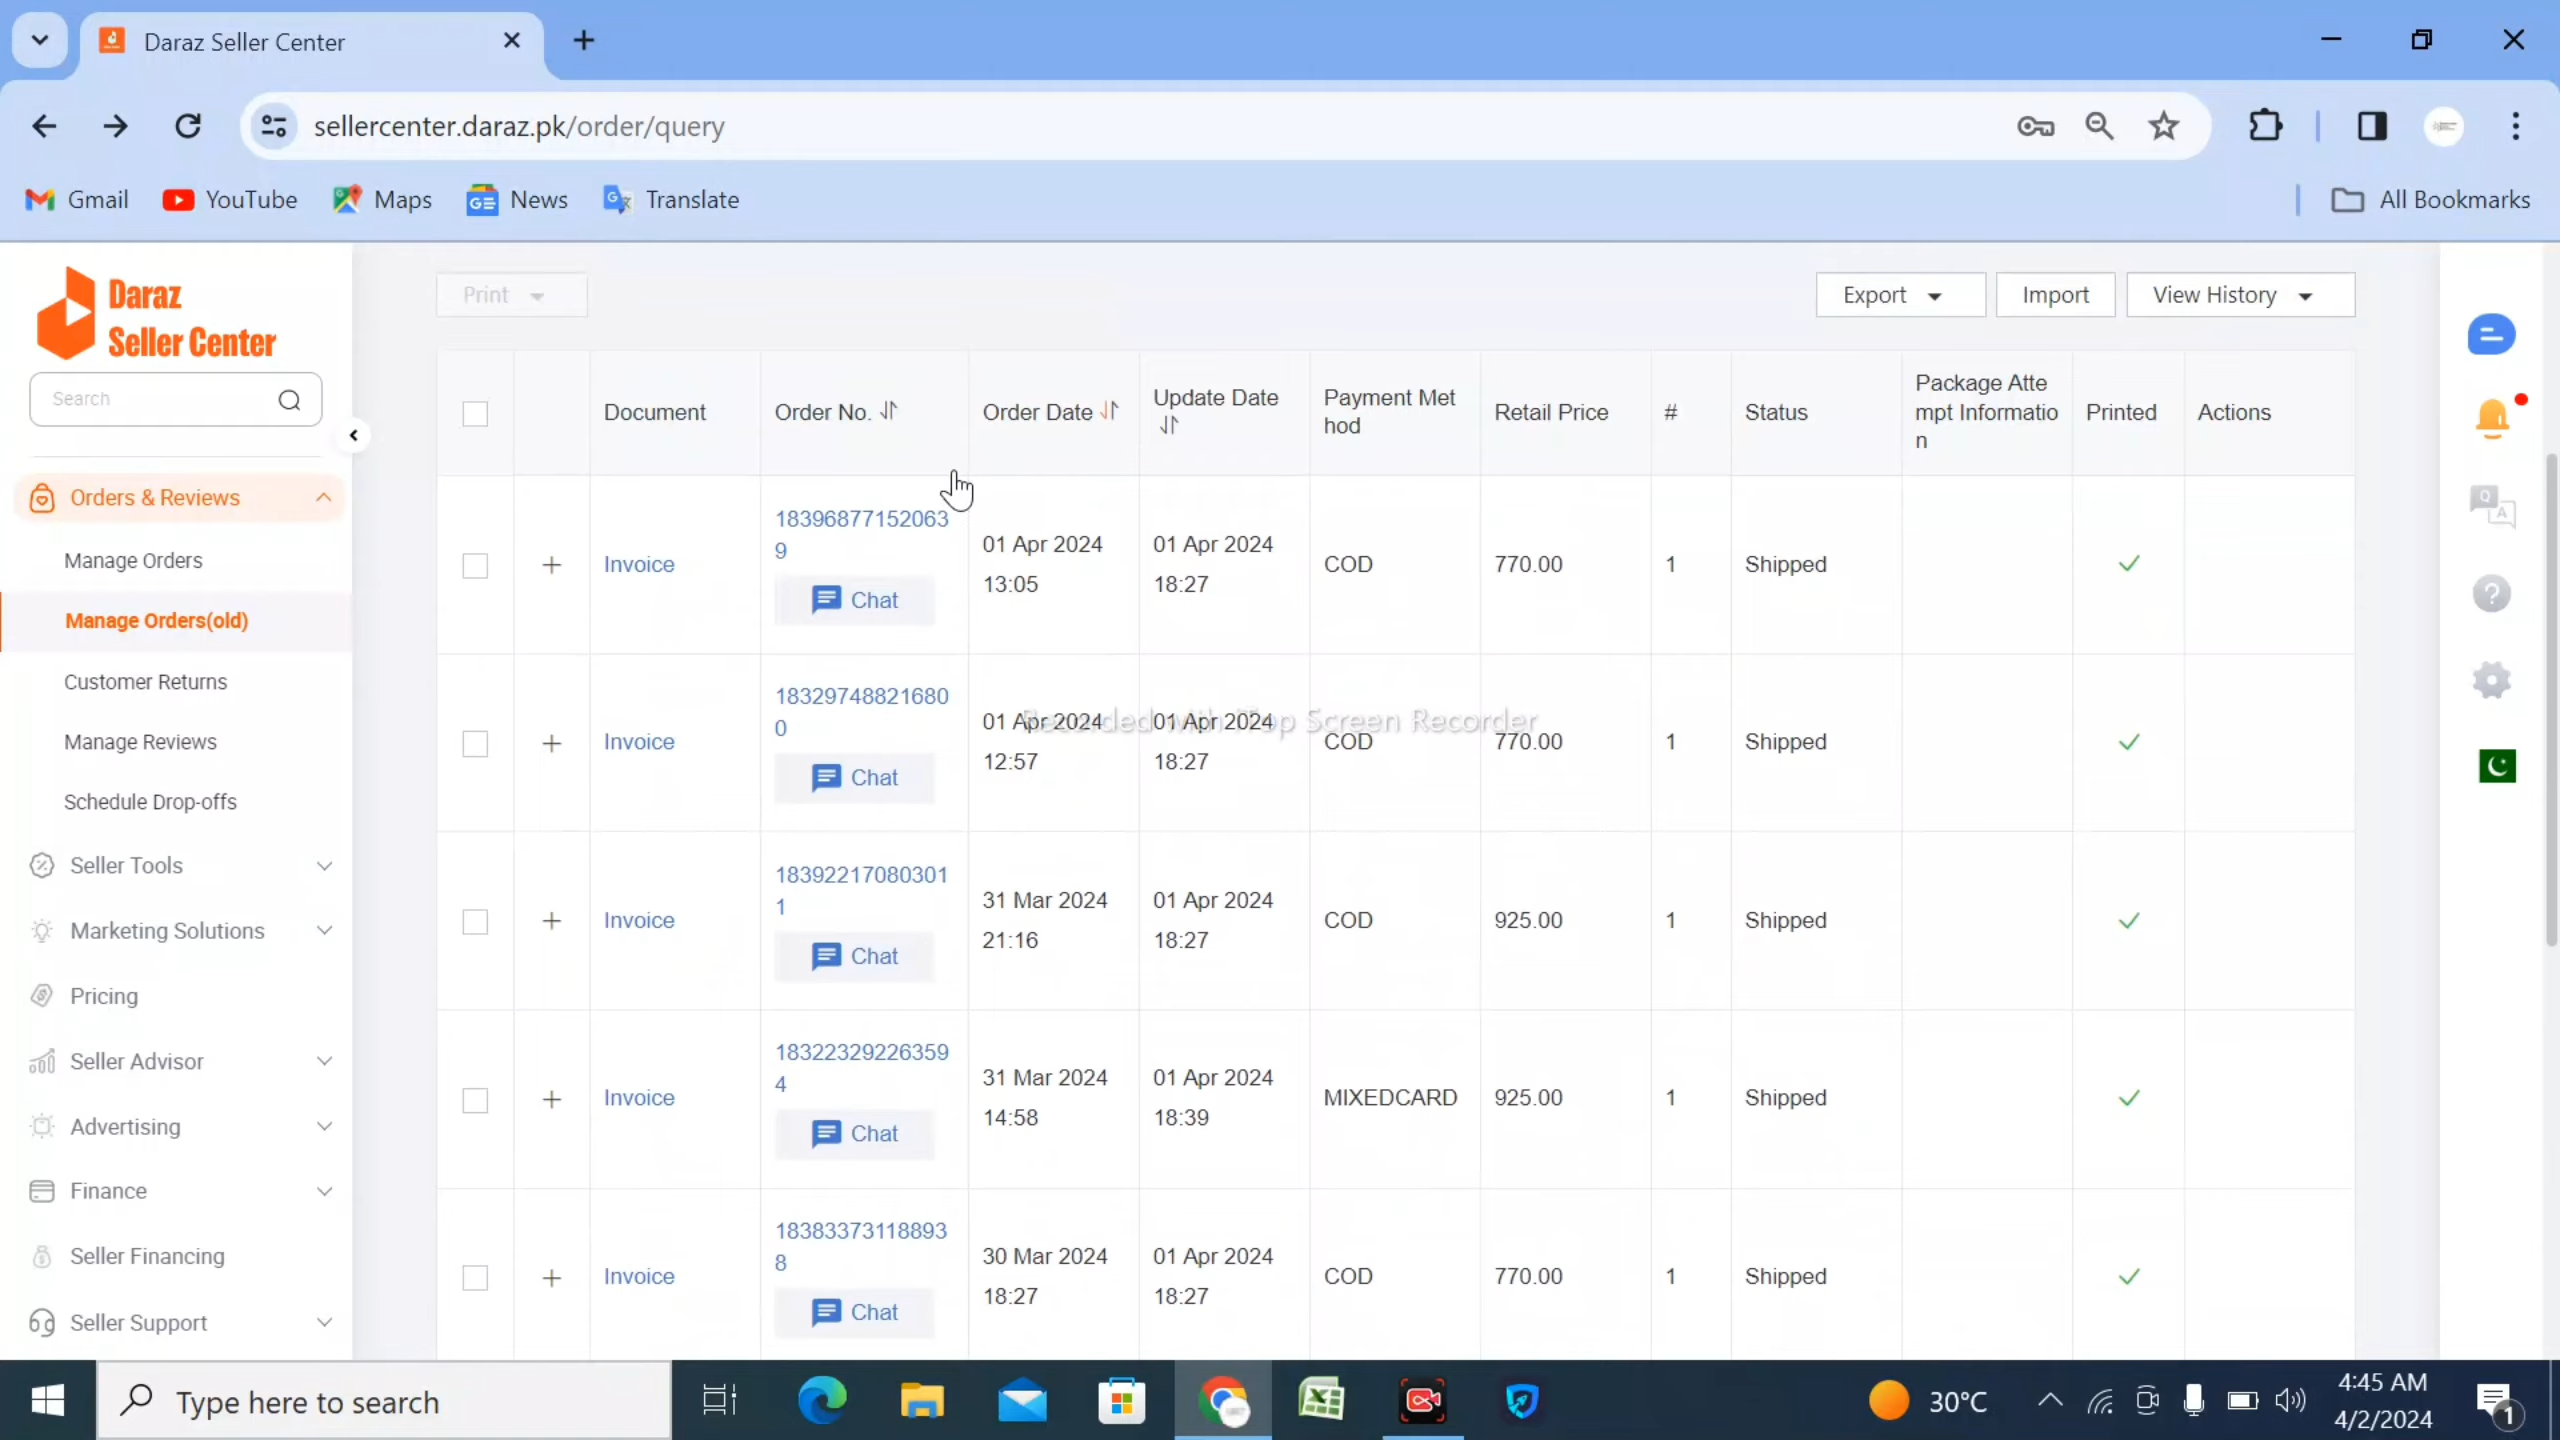 Daraz Seller Center
sellercenter.daraz.pk/order/query
Gmail YouTube Maps News Translate All Bookmarks
Daraz
Seller Center
Search
Orders & Reviews
Manage Orders
Manage Orders(old)
Customer Returns
Manage Reviews
Schedule Drop-offs
Seller Tools
Marketing Solutions
Pricing
Seller Advisor
Advertising
Finance
Seller Financing
Seller Support
Print Export Import View History
Document Order No. Order Date Update Date Payment Met
hod Retail Price # Status Package Atte
mpt Informatio
n Printed Actions
Invoice 18396877152063
9
Chat
01 Apr 2024
13:05
01 Apr 2024
18:27
COD 770.00 1 Shipped
Invoice 18329748821680
0
Chat
01 Apr 2024
12:57
01 Apr 2024
18:27
COD 770.00 1 Shipped
Recorded with iTop Screen Recorder
Invoice 18392217080301
1
Chat
31 Mar 2024
21:16
01 Apr 2024
18:27
COD 925.00 1 Shipped
Invoice 18322329226359
4
Chat
31 Mar 2024
14:58
01 Apr 2024
18:39
MIXEDCARD 925.00 1 Shipped
Invoice 18383373118893
8
Chat
30 Mar 2024
18:27
01 Apr 2024
18:27
COD 770.00 1 Shipped
Q
A
?
Type here to search
30°C
4:45 AM
4/2/2024
1